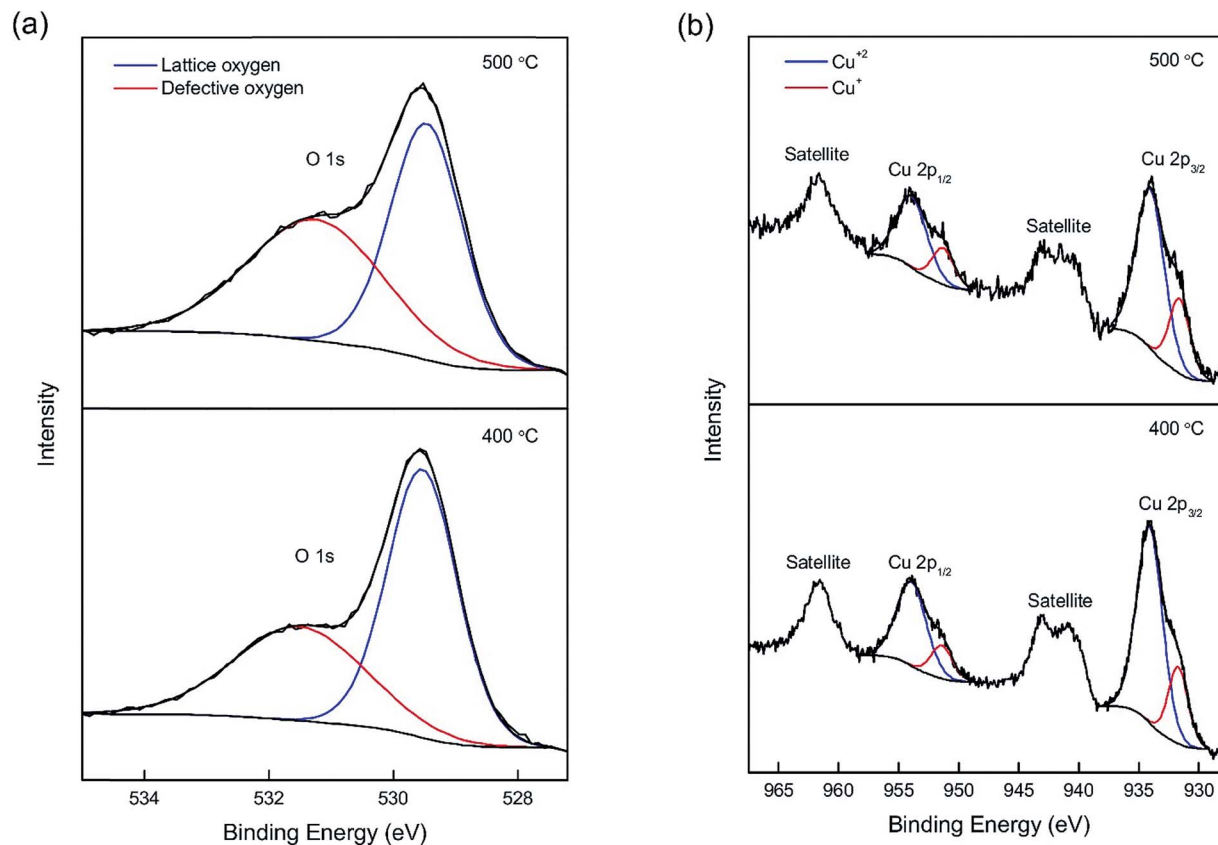 (a)
Lattice oxygen
Defective oxygen
500 °C
O 1s
Intensity
400 °C
O 1s
Intensity
534 532 530 528
Binding Energy (eV)
(b)
Cu+2
Cu+
500 °C
Satellite
Cu 2p1/2
Satellite
Cu 2p3/2
Intensity
400 °C
Satellite
Cu 2p1/2
Satellite
Cu 2p3/2
Intensity
965 960 955 950 945 940 935 930
Binding Energy (eV)